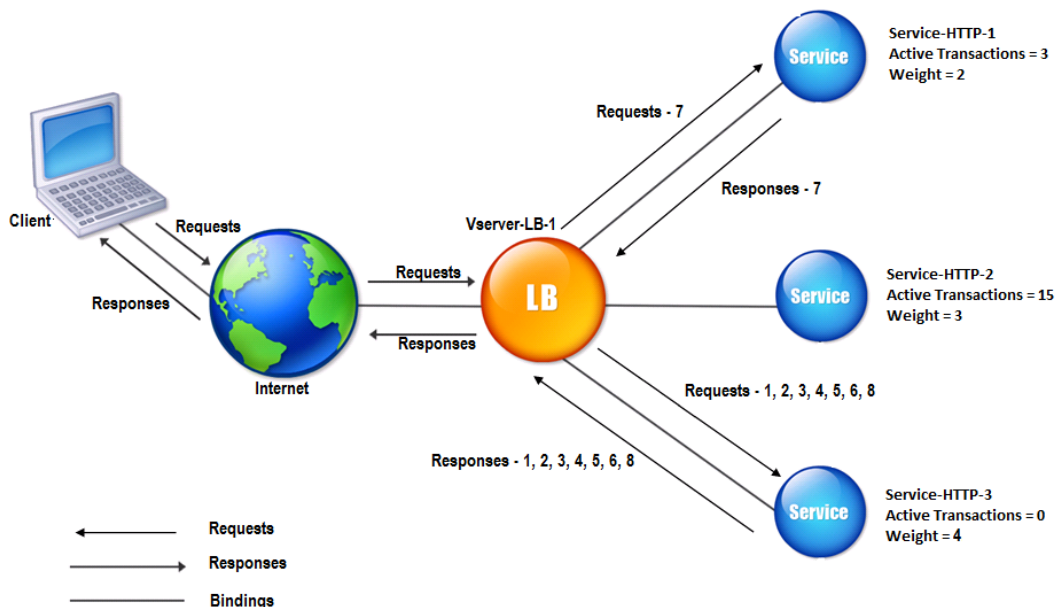 Service
Service-HTTP-1
Active Transactions = 3
Weight = 2
Requests - 7
Responses - 7
Client
Requests
Responses
Vserver-LB-1
Requests
LB
Responses
Internet
Service
Service-HTTP-2
Active Transactions = 15
Weight = 3
Requests - 1, 2, 3, 4, 5, 6, 8
Responses - 1, 2, 3, 4, 5, 6, 8
Service
Service-HTTP-3
Active Transactions = 0
Weight = 4
Requests
Responses
Bindings